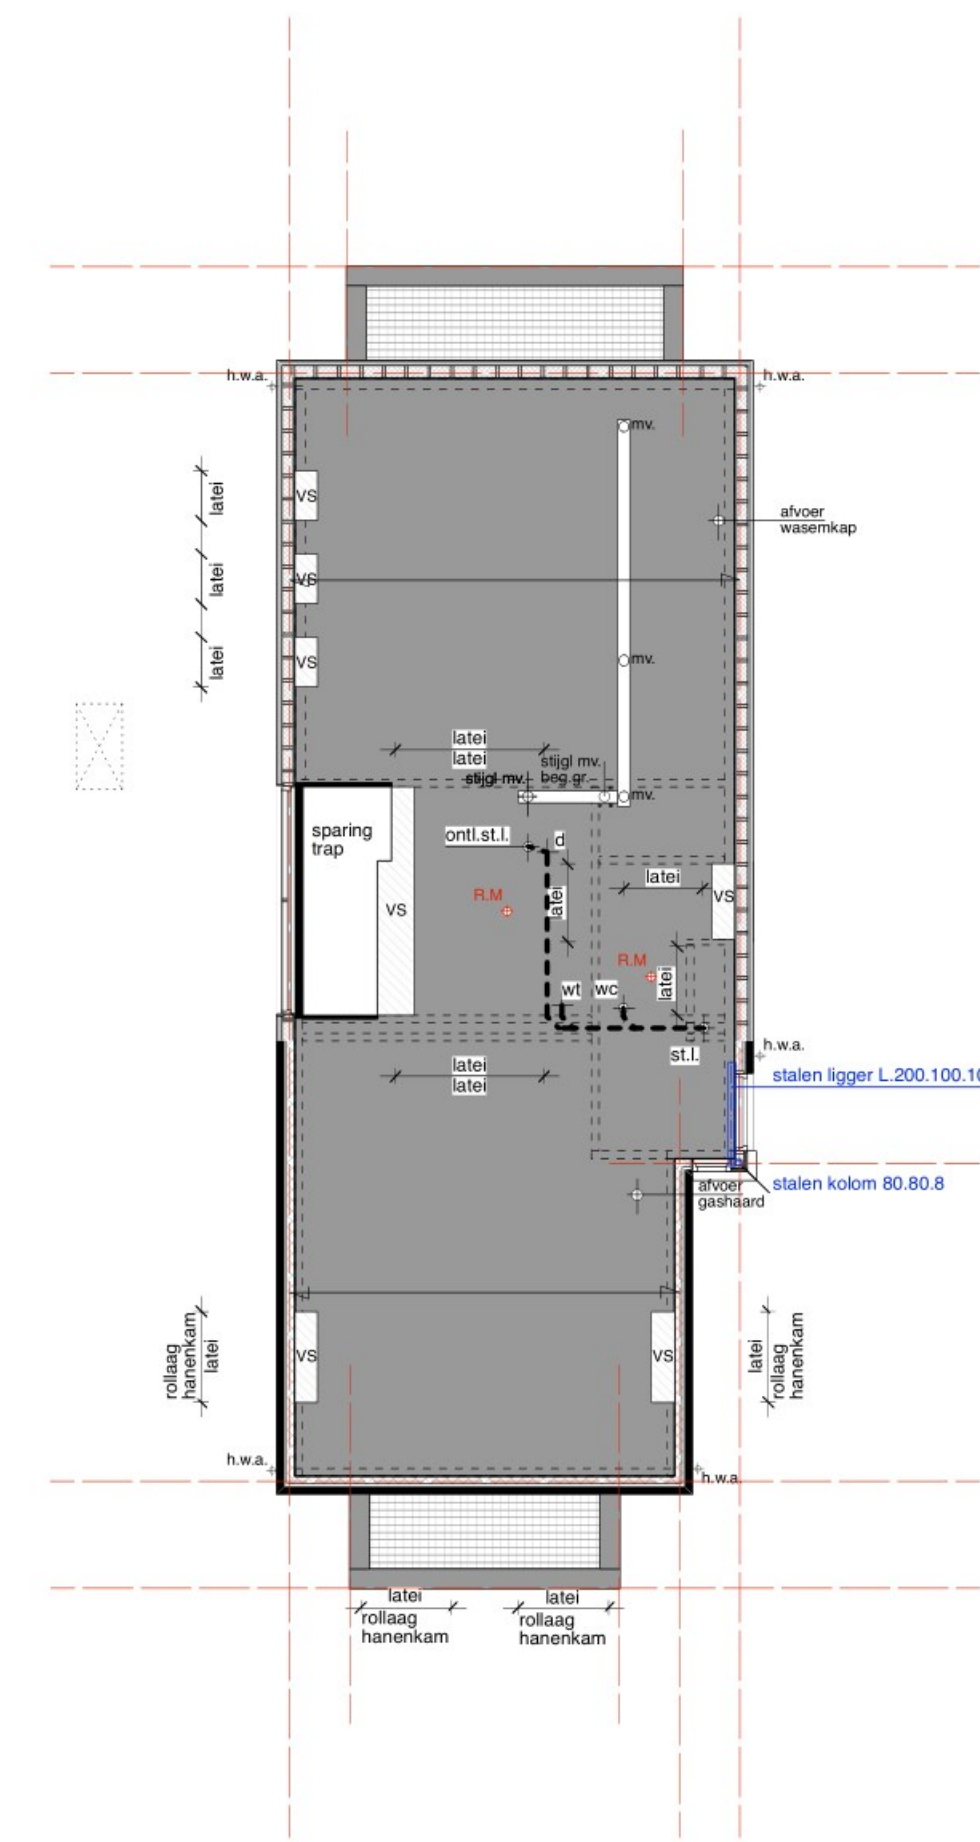 h.w.a.
h.w.a.
mv.
VS
latei
afvoer
wasemkap
latei
VS
latei
VS
mv.
latei
latei
stijgl mv.
beg.gr.
stijgl mv.
mv.
sparing
trap
ontl.st.l.
d
latei
VS
R.M
latei
VS
R.M
latei
wt
wc
st.l.
h.w.a.
latei
latei
stalen ligger L.200.100.10
stalen kolom 80.80.8
afvoer
gashaard
rollaag
hanenkam
latei
VS
VS
latei
rollaag
hanenkam
h.w.a.
h.w.a.
latei
rollaag
hanenkam
latei
rollaag
hanenkam